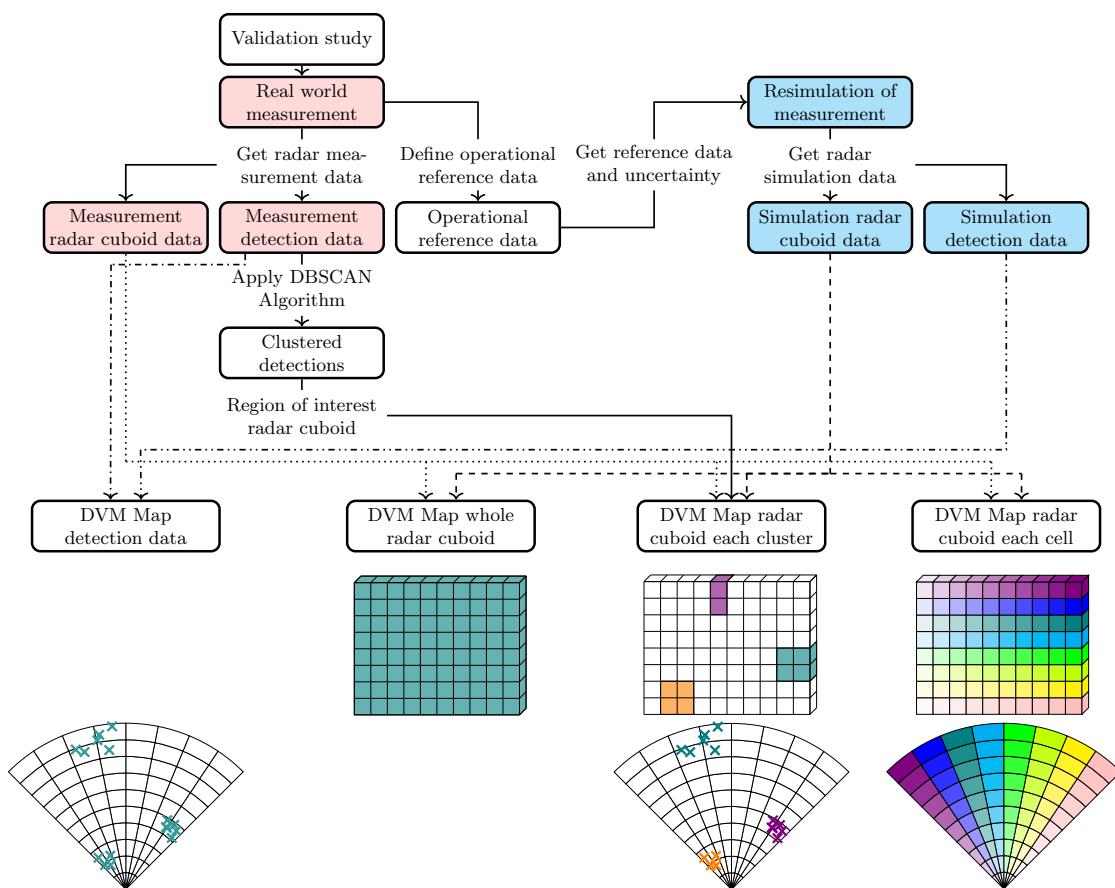 Validation study
Real world
measurement
Resimulation of
measurement
Get radar mea-
surement data
Define operational
reference data
Get reference data
and uncertainty
Get radar
simulation data
Measurement
radar cuboid data
Measurement
detection data
Operational
reference data
Simulation radar
cuboid data
Simulation
detection data
Apply DBSCAN
Algorithm
Clustered
detections
Region of interest
radar cuboid
DVM Map
detection data
DVM Map whole
radar cuboid
DVM Map radar
cuboid each cluster
DVM Map radar
cuboid each cell